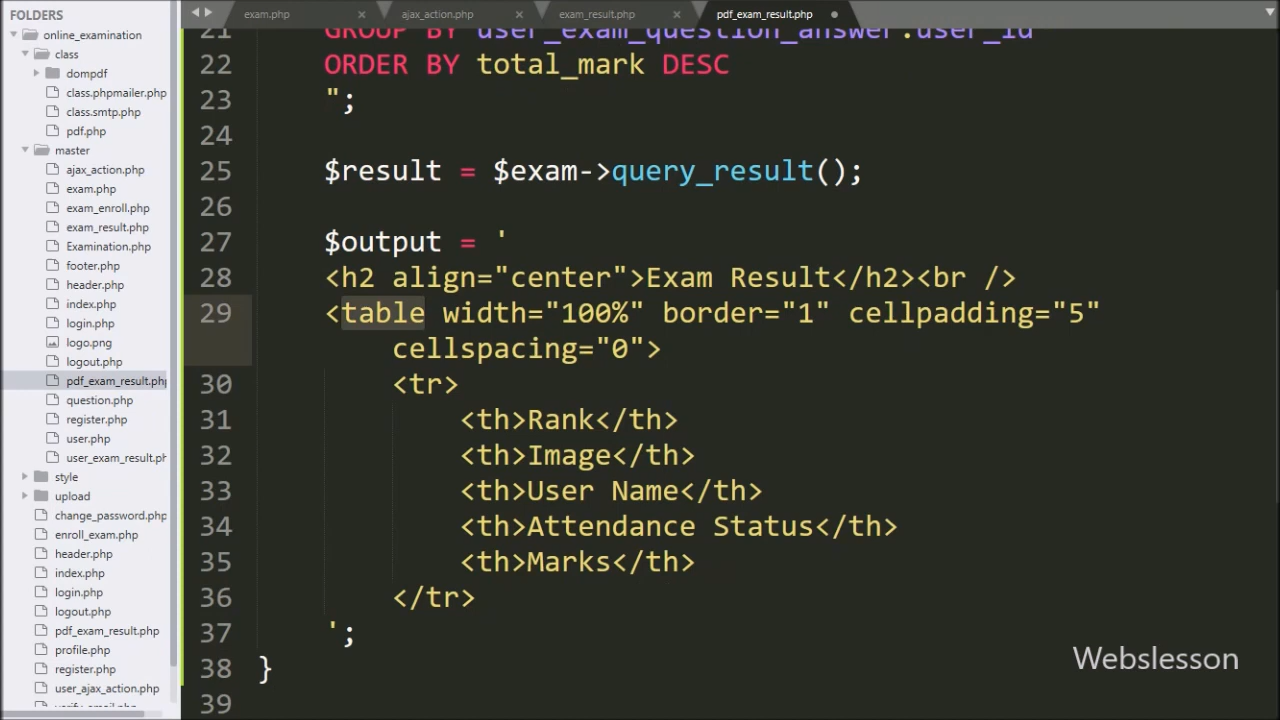 FOLDERS
online_examination
class
dompdf
class.phpmailer.php
class.smtp.php
pdf.php
master
ajax_action.php
exam.php
exam_enroll.php
exam_result.php
Examination.php
footer.php
header.php
index.php
login.php
logo.png
logout.php
pdf_exam_result.php
question.php
register.php
user.php
user_exam_result.ph
style
upload
change_password.php
enroll_exam.php
header.php
index.php
login.php
logout.php
pdf_exam_result.php
profile.php
register.php
user_ajax_action.php
verify_email.php
exam.php × ajax_action.php × exam_result.php × pdf_exam_result.php
21 GROUP BY user_exam_question_answer.user_id
22 ORDER BY total_mark DESC
23 ";
24
25 $result = $exam->query_result();
26
27 $output = '
28 <h2 align="center">Exam Result</h2><br />
29 <table width="100%" border="1" cellpadding="5"
cellspacing="0">
30 <tr>
31 <th>Rank</th>
32 <th>Image</th>
33 <th>User Name</th>
34 <th>Attendance Status</th>
35 <th>Marks</th>
36 </tr>
37 ';
38 }
39
Webslesson